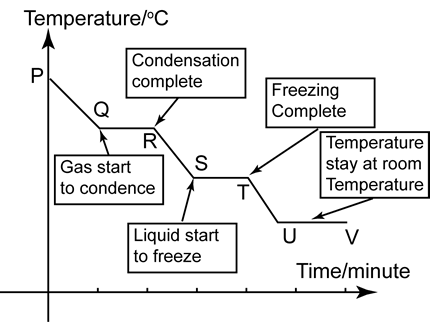 Temperature/°C
Condensation
complete
P
Freezing
Complete
Q
Temperature
stay at room
Temperature
R
Gas start
to condence
S
T
Liquid start
to freeze
U
V
Time/minute